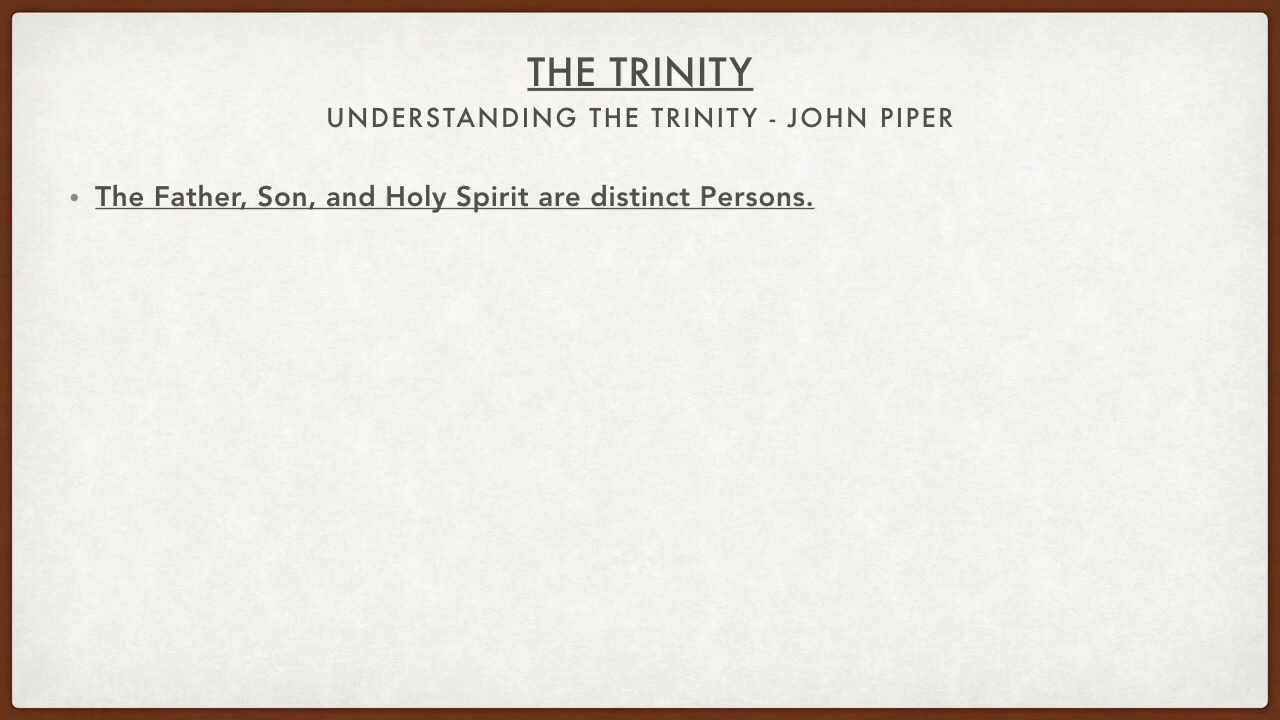 THE TRINITY
UNDERSTANDING THE TRINITY - JOHN PIPER
• The Father, Son, and Holy Spirit are distinct Persons.